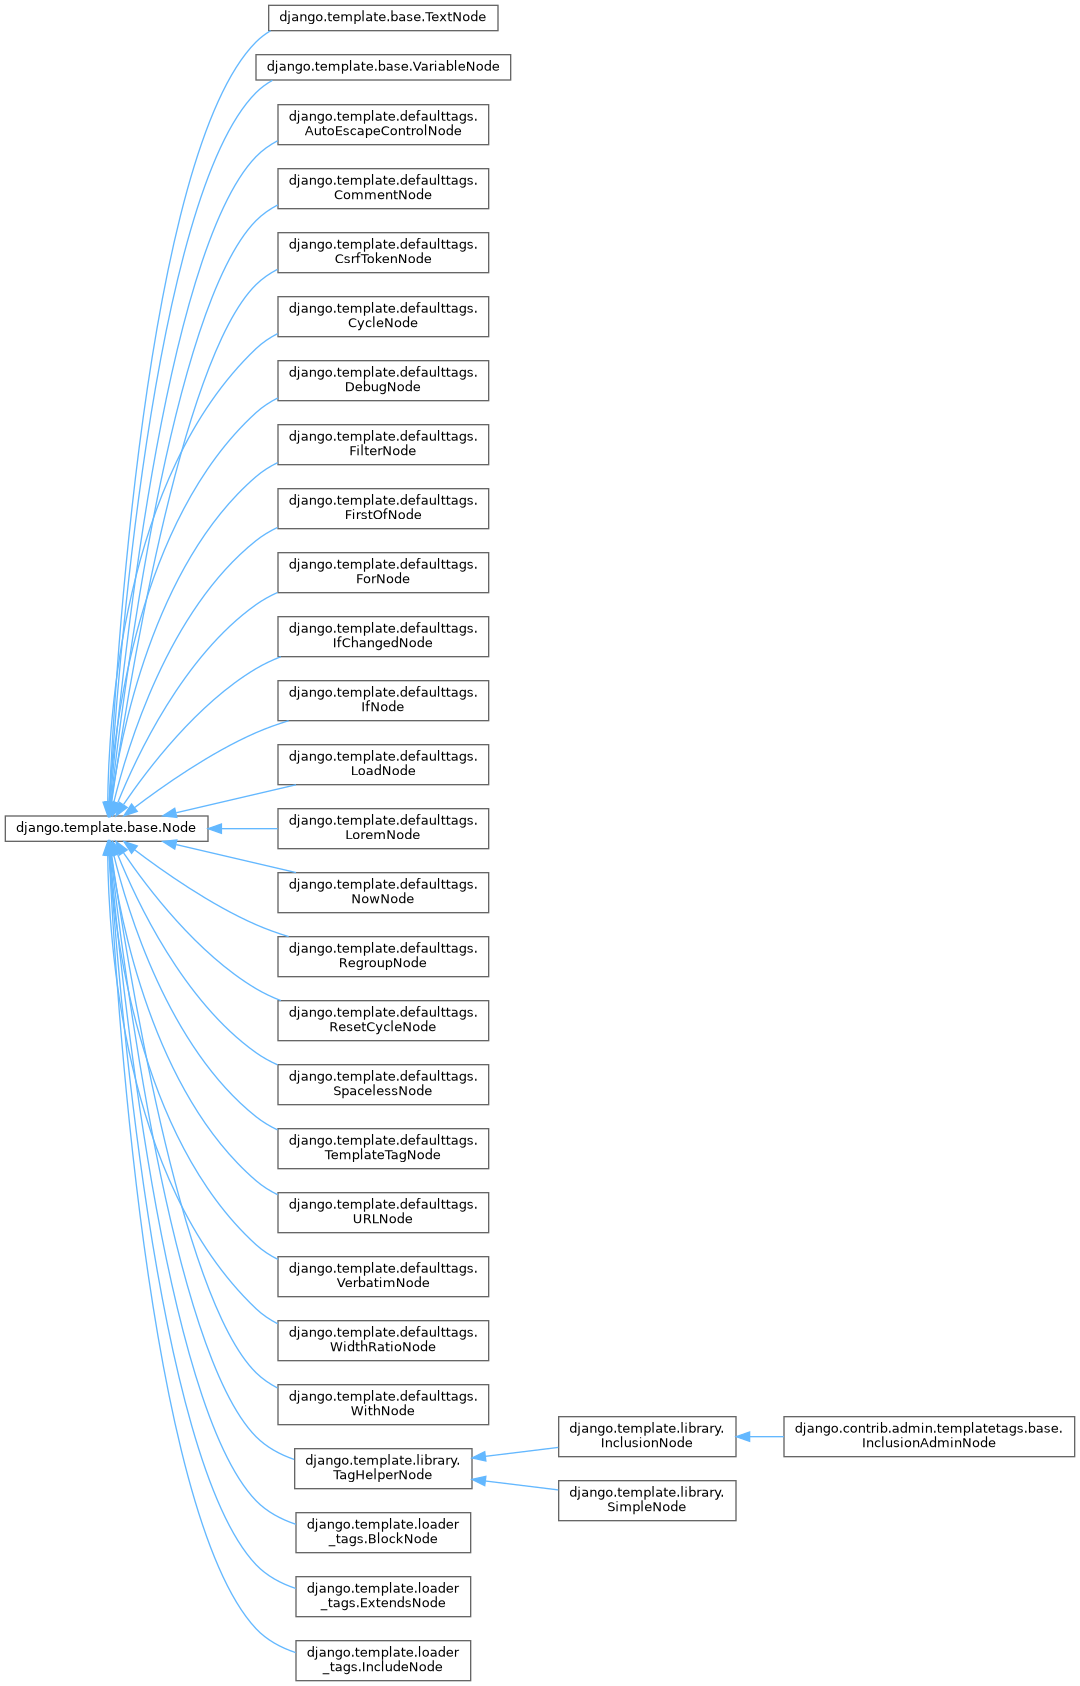 django.template.base.TextNode
django.template.base.VariableNode
django.template.defaulttags.
AutoEscapeControlNode
django.template.defaulttags.
CommentNode
django.template.defaulttags.
CsrfTokenNode
django.template.defaulttags.
CycleNode
django.template.defaulttags.
DebugNode
django.template.defaulttags.
FilterNode
django.template.defaulttags.
FirstOfNode
django.template.defaulttags.
ForNode
django.template.defaulttags.
IfChangedNode
django.template.defaulttags.
IfNode
django.template.defaulttags.
LoadNode
django.template.base.Node
django.template.defaulttags.
LoremNode
django.template.defaulttags.
NowNode
django.template.defaulttags.
RegroupNode
django.template.defaulttags.
ResetCycleNode
django.template.defaulttags.
SpacelessNode
django.template.defaulttags.
TemplateTagNode
django.template.defaulttags.
URLNode
django.template.defaulttags.
VerbatimNode
django.template.defaulttags.
WidthRatioNode
django.template.defaulttags.
WithNode
django.template.library.
TagHelperNode
django.template.library.
InclusionNode
django.contrib.admin.templatetags.base.
InclusionAdminNode
django.template.library.
SimpleNode
django.template.loader
_tags.BlockNode
django.template.loader
_tags.ExtendsNode
django.template.loader
_tags.IncludeNode